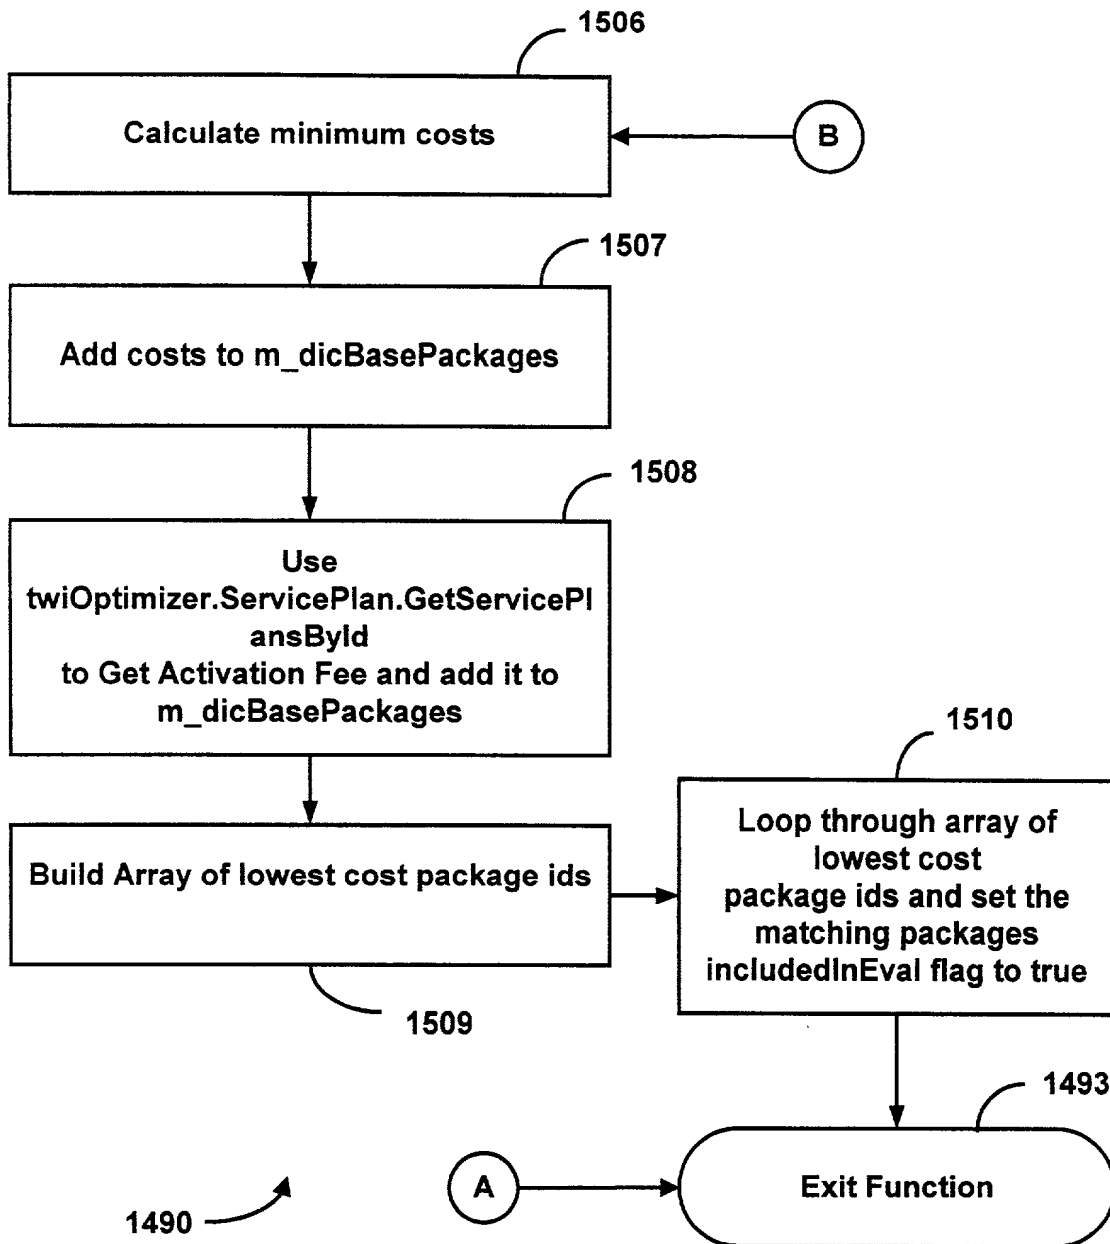 1506
Calculate minimum costs
B
1507
Add costs to m_dicBasePackages
1508
Use
twiOptimizer.ServicePlan.GetServicePl
ansById
to Get Activation Fee and add it to
m_dicBasePackages
1510
Build Array of lowest cost package ids
Loop through array of
lowest cost
package ids and set the
matching packages
includedInEval flag to true
1509
1493
A
Exit Function
1490